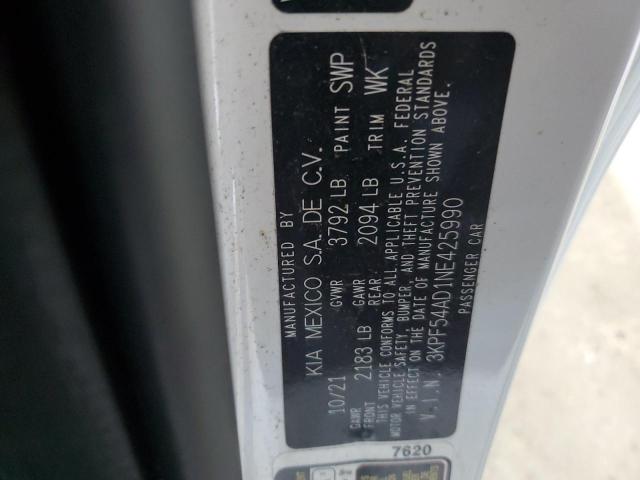 MANUFACTURED BY
KIA MEXICO S.A. DE C.V.
10/21 GVWR 3792 LB PAINT SWP
GAWR FRONT 2183 LB GAWR REAR. 2094 LB TRIM WK
THIS VEHICLE CONFORMS TO ALL APPLICABLE U.S.A. FEDERAL
MOTOR VEHICLE SAFETY, BUMPER, AND THEFT PREVENTION STANDARDS
IN EFFECT ON THE DATE OF MANUFACTURE SHOWN ABOVE.
V.I.N. : 3KPF54AD1NE425990
PASSENGER CAR
7620